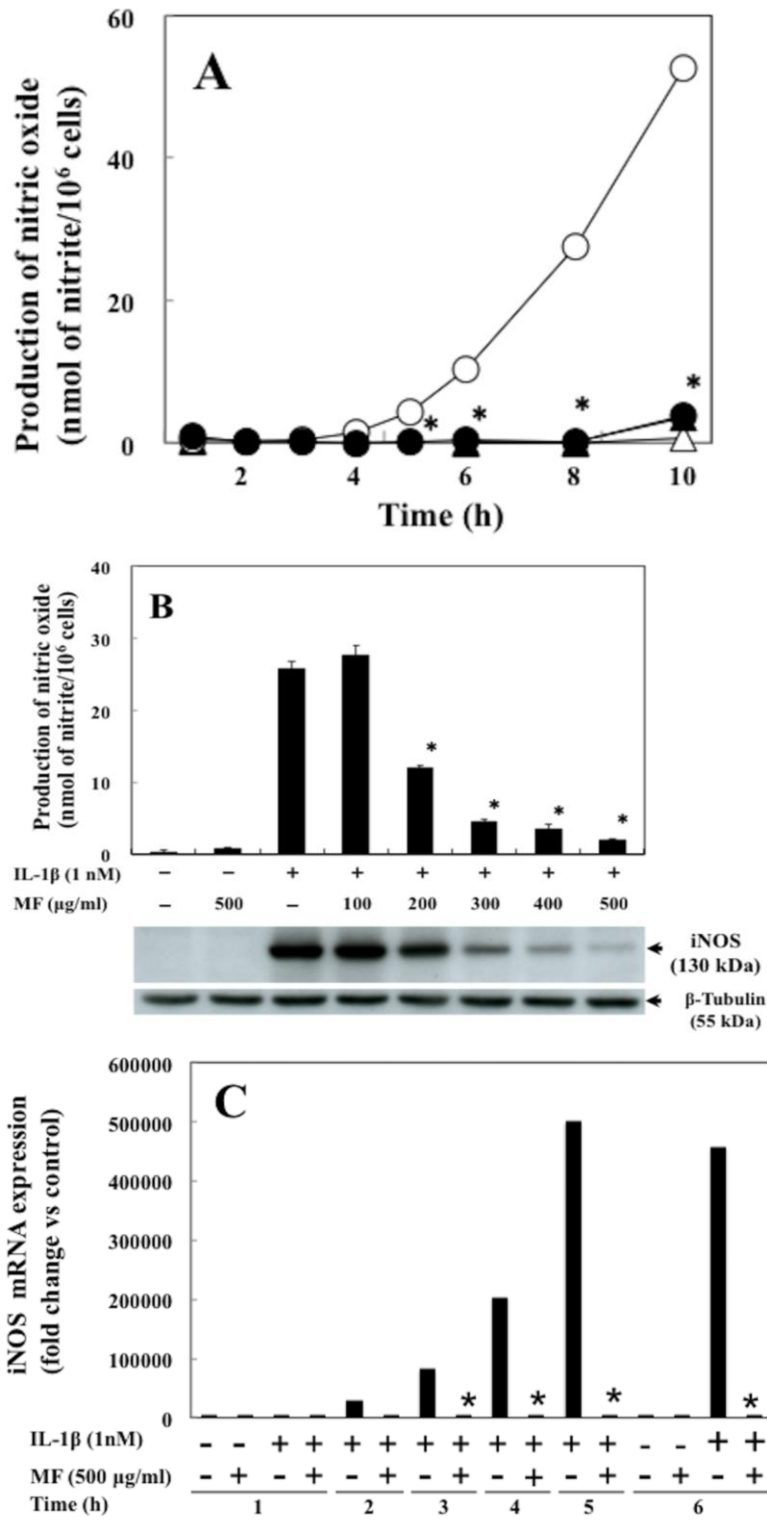 A
Production of nitric oxide
(nmol of nitrite/10⁶ cells)
60
40
20
0
* * * *
2 4 6 8 10
Time (h)
B
Production of nitric oxide
(nmol of nitrite/10⁶ cells)
40
30
20
10
0
* * * *
IL-1β (1 nM) – – + + + + + +
MF (μg/ml) – 500 – 100 200 300 400 500
iNOS
(130 kDa)
β-Tubulin
(55 kDa)
C
iNOS mRNA expression
(fold change vs control)
600000
500000
400000
300000
200000
100000
0
* * * *
IL-1β (1nM) - - + + + + + + + + + + - - + +
MF (500 μg/ml) - + - + - + - + - + - + - + - +
Time (h) 1 2 3 4 5 6